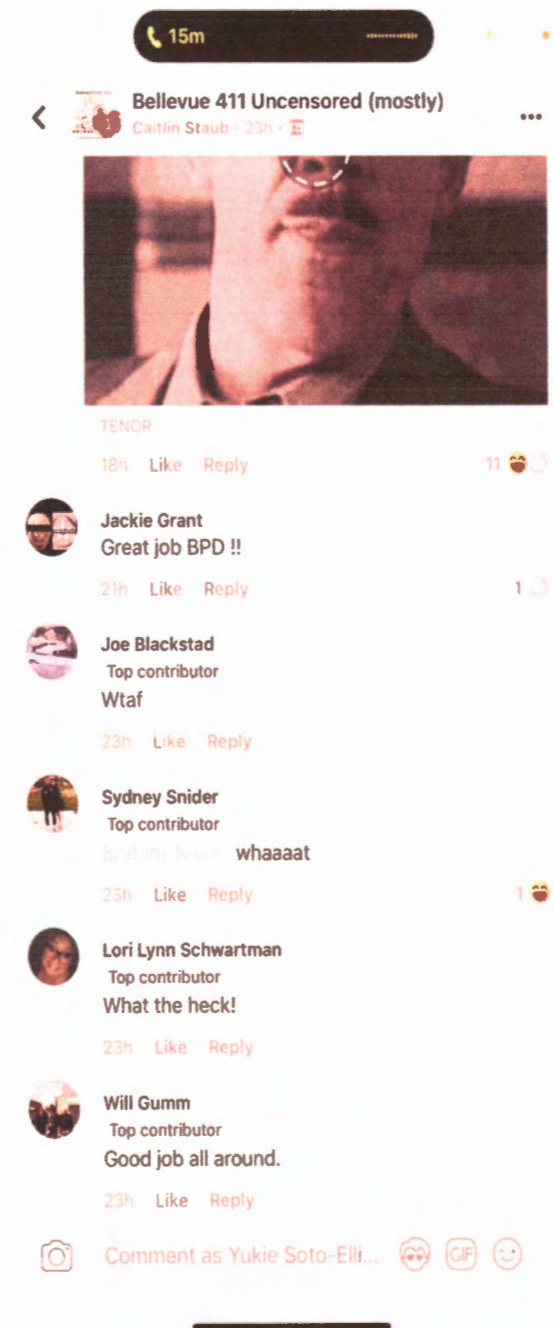 15m
Bellevue 411 Uncensored (mostly)
Caitlin Staub · 23h ·
TENOR
18h Like Reply 11
Jackie Grant
Great job BPD !!
21h Like Reply 1
Joe Blackstad
Top contributor
Wtaf
23h Like Reply
Sydney Snider
Top contributor
whaaaat
23h Like Reply 1
Lori Lynn Schwartman
Top contributor
What the heck!
23h Like Reply
Will Gumm
Top contributor
Good job all around.
23h Like Reply
Comment as Yukie Soto-Elli... GIF